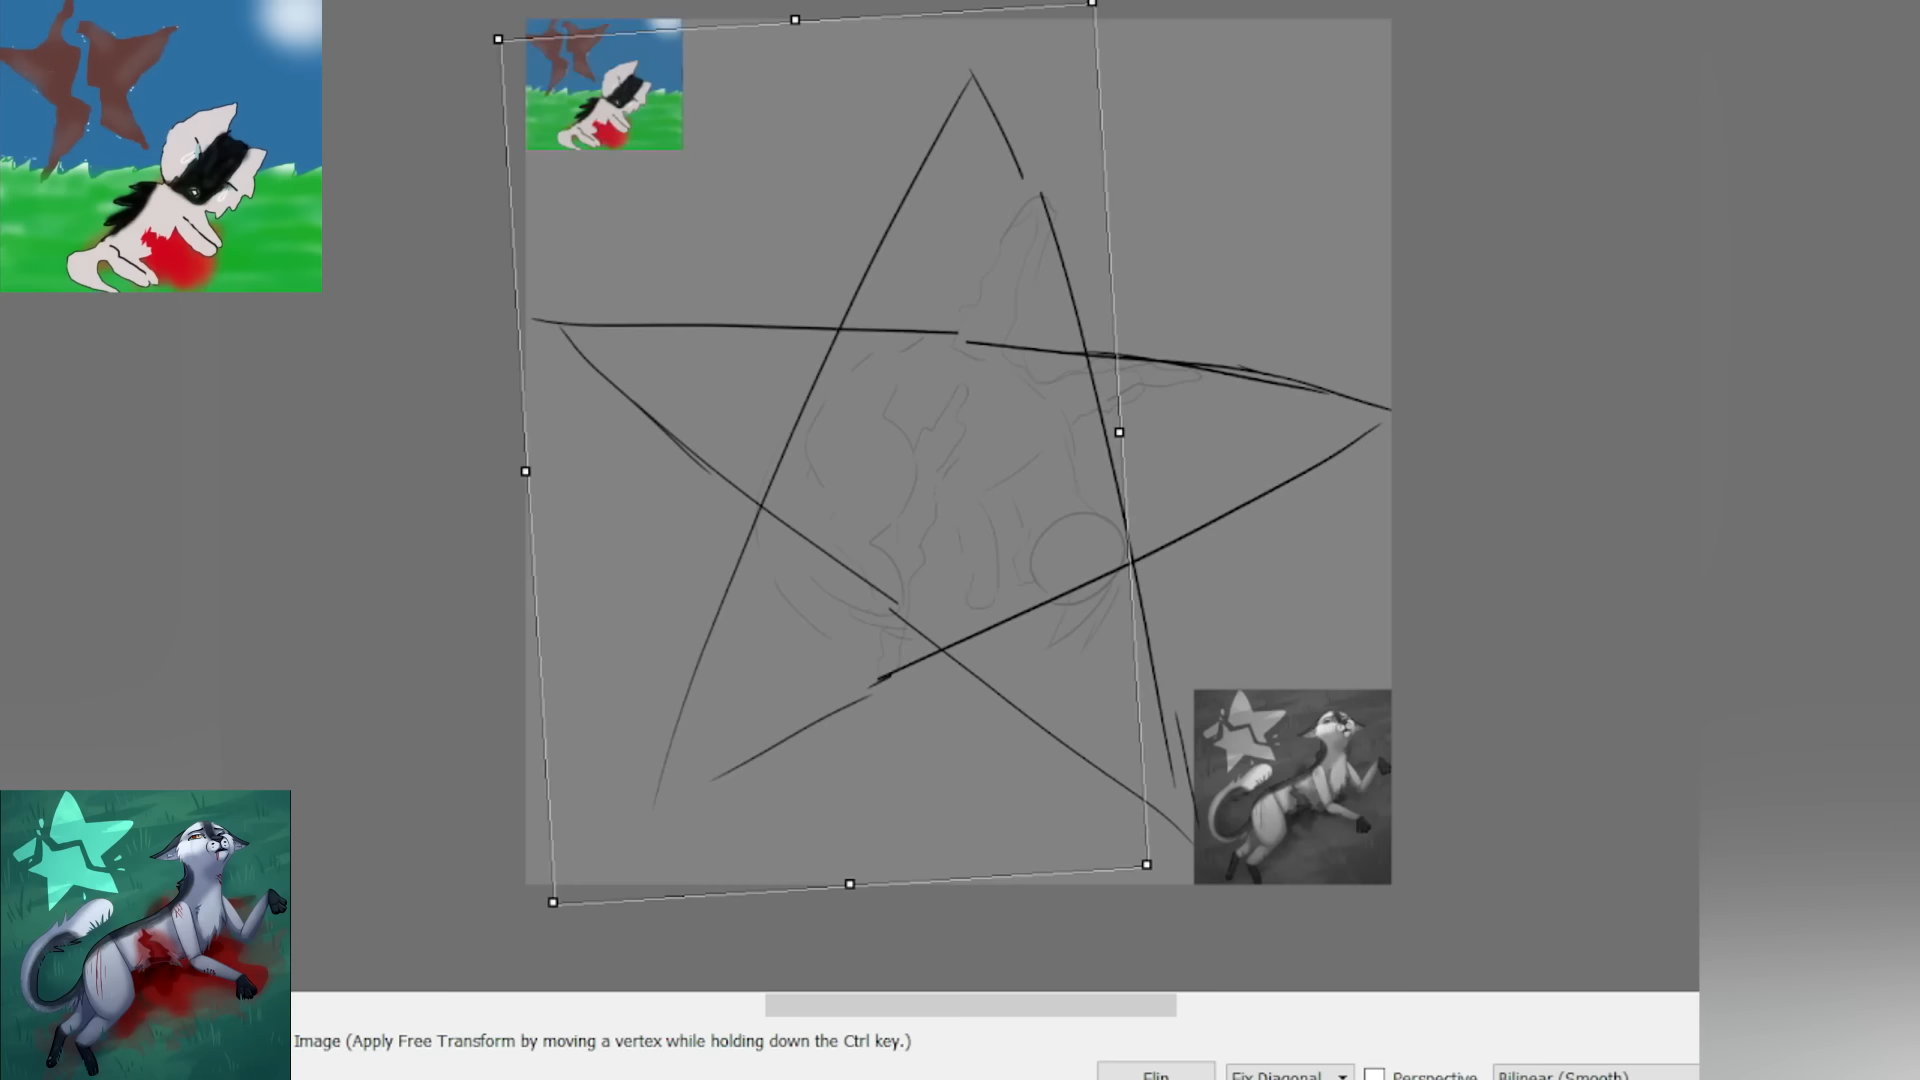 Image (Apply Free Transform by moving a vertex while holding down the Ctrl key.)
Flip Fix Diagonal Perspective Bilinear (Smooth)